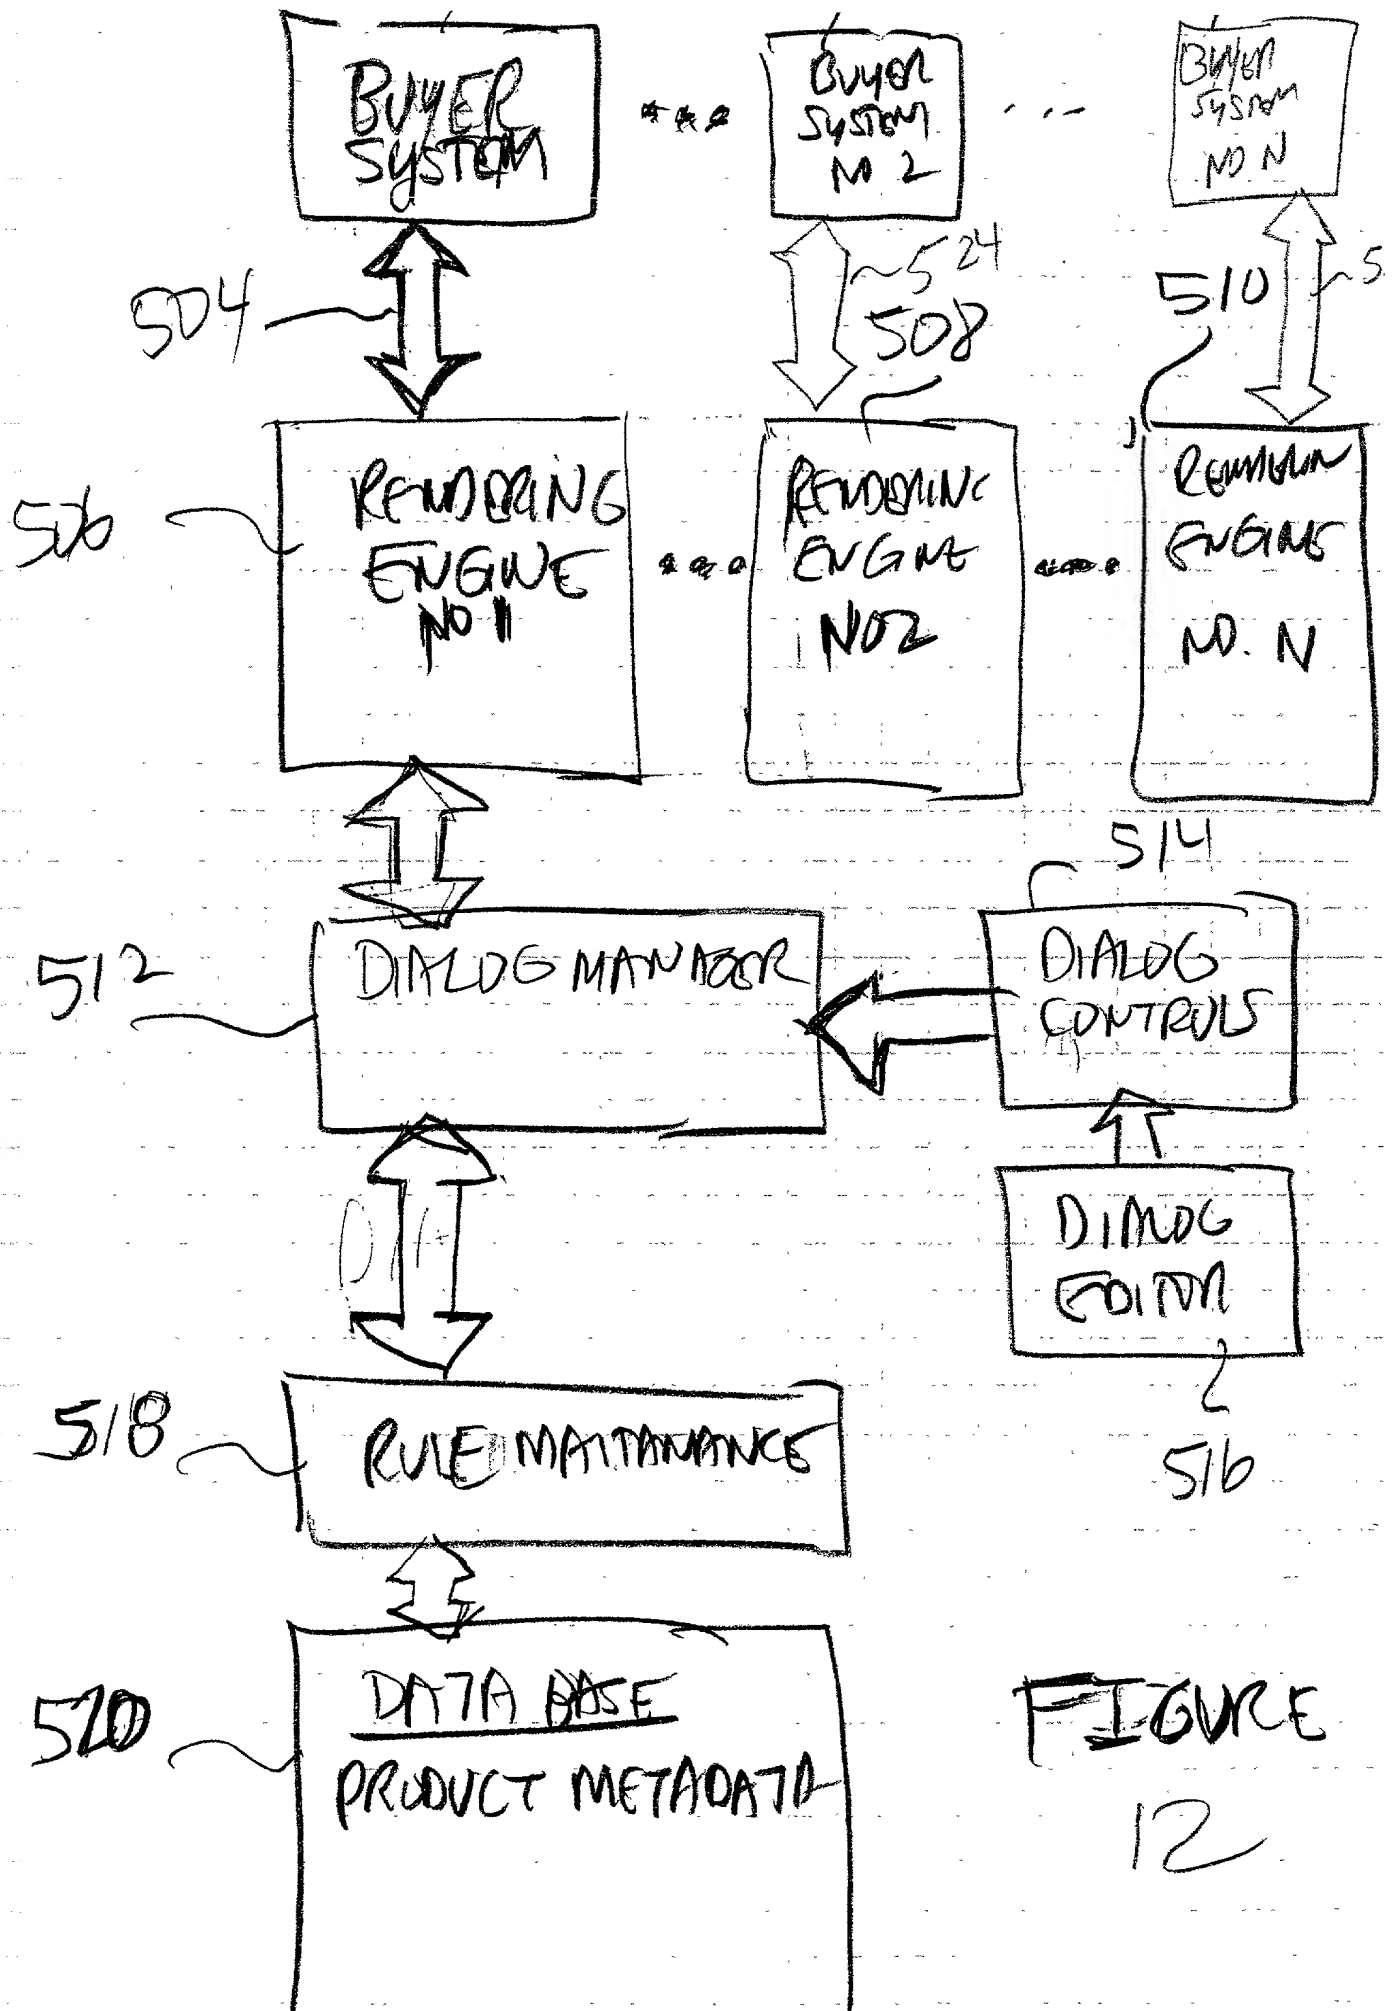 BUYER
SYSTEM
BUYER
SYSTEM
NO 2
BUYER
SYSTEM
NO. N
504
524
508
510
5
506
RENDERING
ENGINE
NO 1
RENDERING
ENGINE
NO 2
ENGINE
NO. N
514
512
DIALOG MANAGER
DIALOG
CONTROLS
DIALOG
EDITOR
518
RULE MAITANANCE
516
520
DATA BASE
PRODUCT METADATA
FIGURE
12